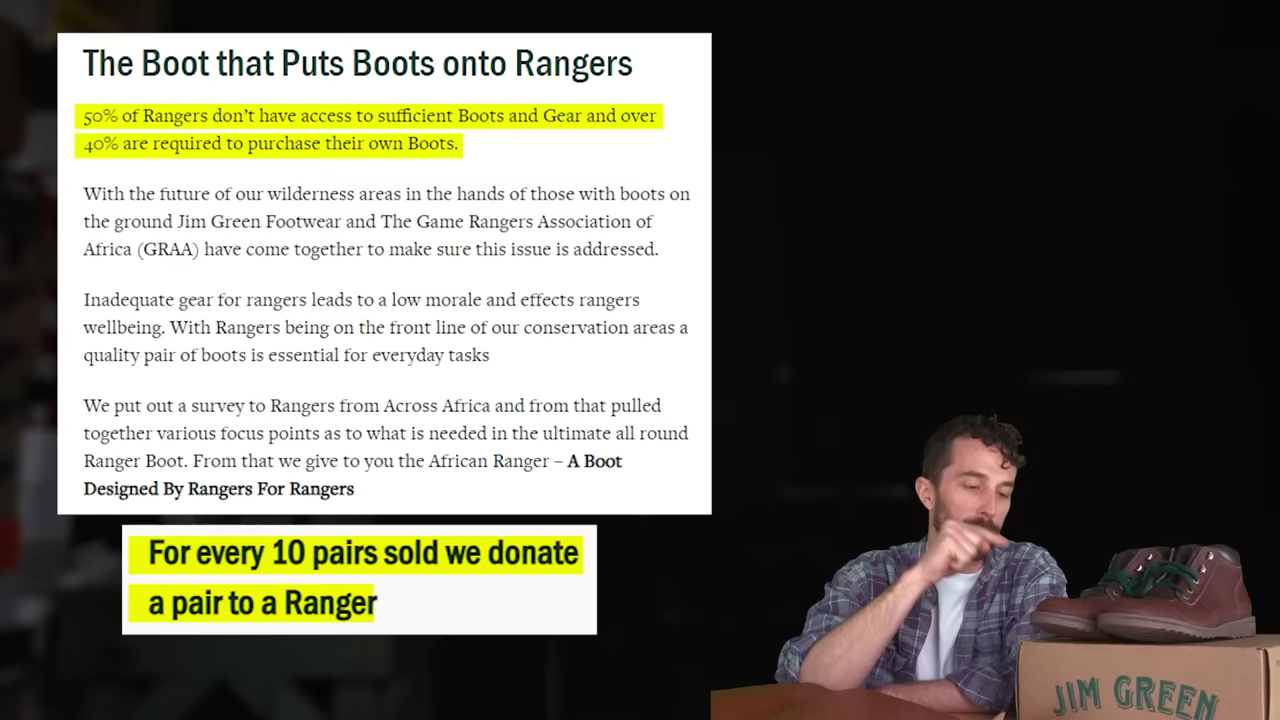 The Boot that Puts Boots onto Rangers
50% of Rangers don't have access to sufficient Boots and Gear and over
40% are required to purchase their own Boots.
With the future of our wilderness areas in the hands of those with boots on
the ground Jim Green Footwear and The Game Rangers Association of
Africa (GRAA) have come together to make sure this issue is addressed.
Inadequate gear for rangers leads to a low morale and effects rangers
wellbeing. With Rangers being on the front line of our conservation areas a
quality pair of boots is essential for everyday tasks
We put out a survey to Rangers from Across Africa and from that pulled
together various focus points as to what is needed in the ultimate all round
Ranger Boot. From that we give to you the African Ranger – A Boot
Designed By Rangers For Rangers
For every 10 pairs sold we donate
a pair to a Ranger
JIM GREEN